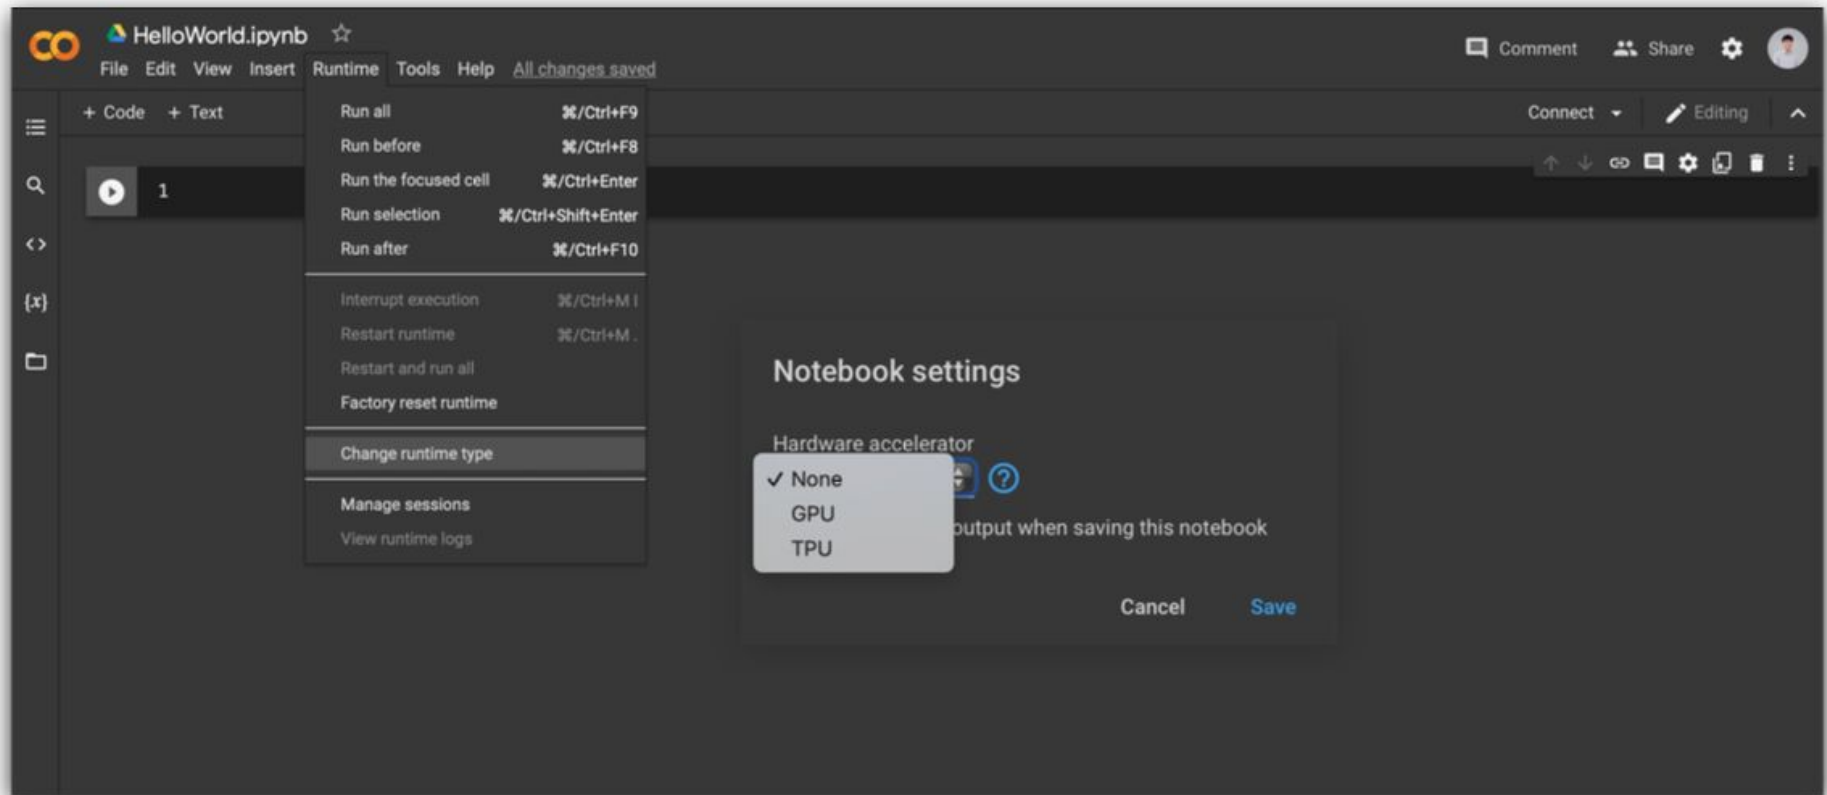 HelloWorld.ipynb
File Edit View Insert Runtime Tools Help All changes saved
Comment Share
+ Code + Text
Connect Editing
1
Run all ⌘/Ctrl+F9
Run before ⌘/Ctrl+F8
Run the focused cell ⌘/Ctrl+Enter
Run selection ⌘/Ctrl+Shift+Enter
Run after ⌘/Ctrl+F10
Interrupt execution ⌘/Ctrl+M I
Restart runtime ⌘/Ctrl+M .
Restart and run all
Factory reset runtime
Change runtime type
Manage sessions
View runtime logs
Notebook settings
Hardware accelerator
✓ None
GPU
TPU
output when saving this notebook
Cancel Save